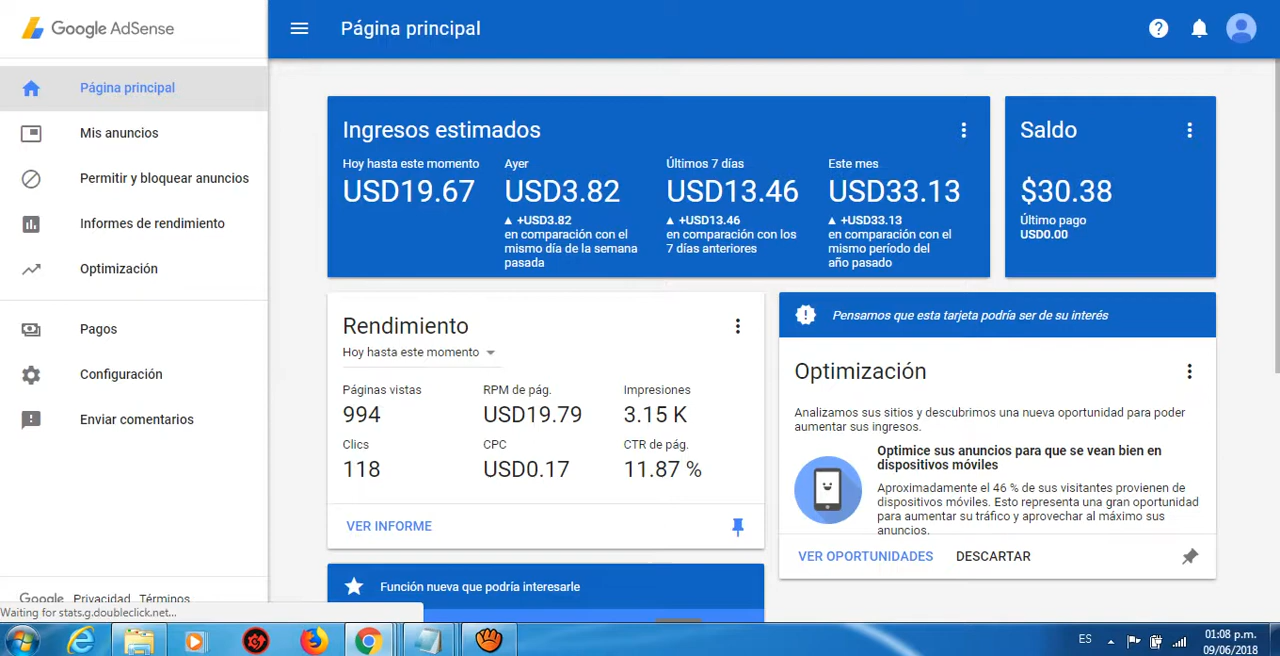 Google AdSense
Página principal
Página principal
Mis anuncios
Permitir y bloquear anuncios
Informes de rendimiento
Optimización
Pagos
Configuración
Enviar comentarios
Google Privacidad Términos
Waiting for stats.g.doubleclick.net...
Ingresos estimados
Hoy hasta este momento
USD19.67
Ayer
USD3.82
▲ +USD3.82
en comparación con el
mismo día de la semana
pasada
Últimos 7 días
USD13.46
▲ +USD13.46
en comparación con los
7 días anteriores
Este mes
USD33.13
▲ +USD33.13
en comparación con el
mismo período del
año pasado
Saldo
$30.38
Último pago
USD0.00
Rendimiento
Hoy hasta este momento
Páginas vistas
994
RPM de pág.
USD19.79
Impresiones
3.15 K
Clics
118
CPC
USD0.17
CTR de pág.
11.87 %
VER INFORME
Función nueva que podría interesarle
Pensamos que esta tarjeta podría ser de su interés
Optimización
Analizamos sus sitios y descubrimos una nueva oportunidad para poder
aumentar sus ingresos.
Optimice sus anuncios para que se vean bien en
dispositivos móviles
Aproximadamente el 46 % de sus visitantes provienen de
dispositivos móviles. Esto representa una gran oportunidad
para aumentar su tráfico y aprovechar al máximo sus
anuncios.
VER OPORTUNIDADES DESCARTAR
ES
01:08 p.m.
09/06/2018